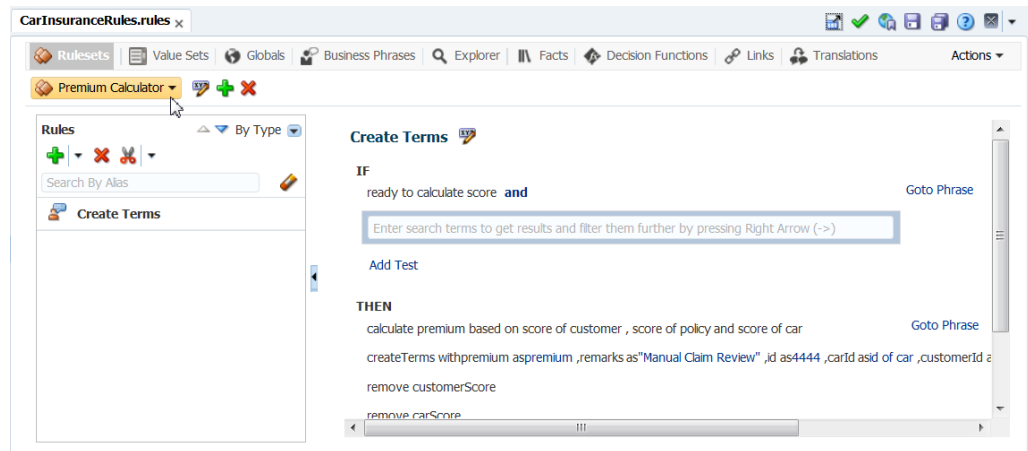 CarInsuranceRules.rules x
Rulesets Value Sets Globals Business Phrases Explorer Facts Decision Functions Links Translations Actions
Premium Calculator
Rules By Type
Search By Alias
Create Terms
Create Terms
IF
ready to calculate score and Goto Phrase
Enter search terms to get results and filter them further by pressing Right Arrow (->)
Add Test
THEN
calculate premium based on score of customer , score of policy and score of car Goto Phrase
createTerms withpremium aspremium ,remarks as"Manual Claim Review" ,id as4444 ,carId asid of car ,customerId a
remove customerScore
remove carScore